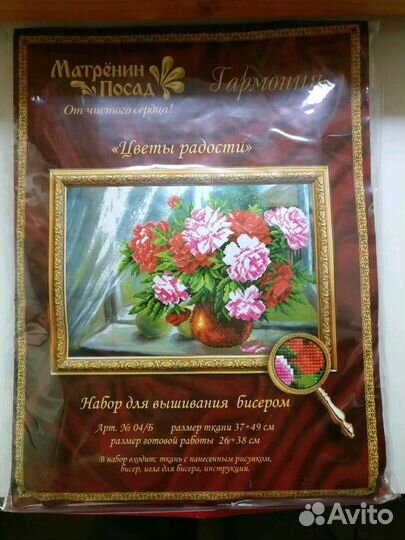 Матрёнин
Посад
Гармония
От чистого сердца!
«Цветы радости»
Набор для вышивания бисером
Арт. № 04/Б размер ткани 37*49 см
размер готовой работы 26*38 см
В набор входит: ткань с нанесенным рисунком,
бисер, игла для бисера, инструкция.
Avito